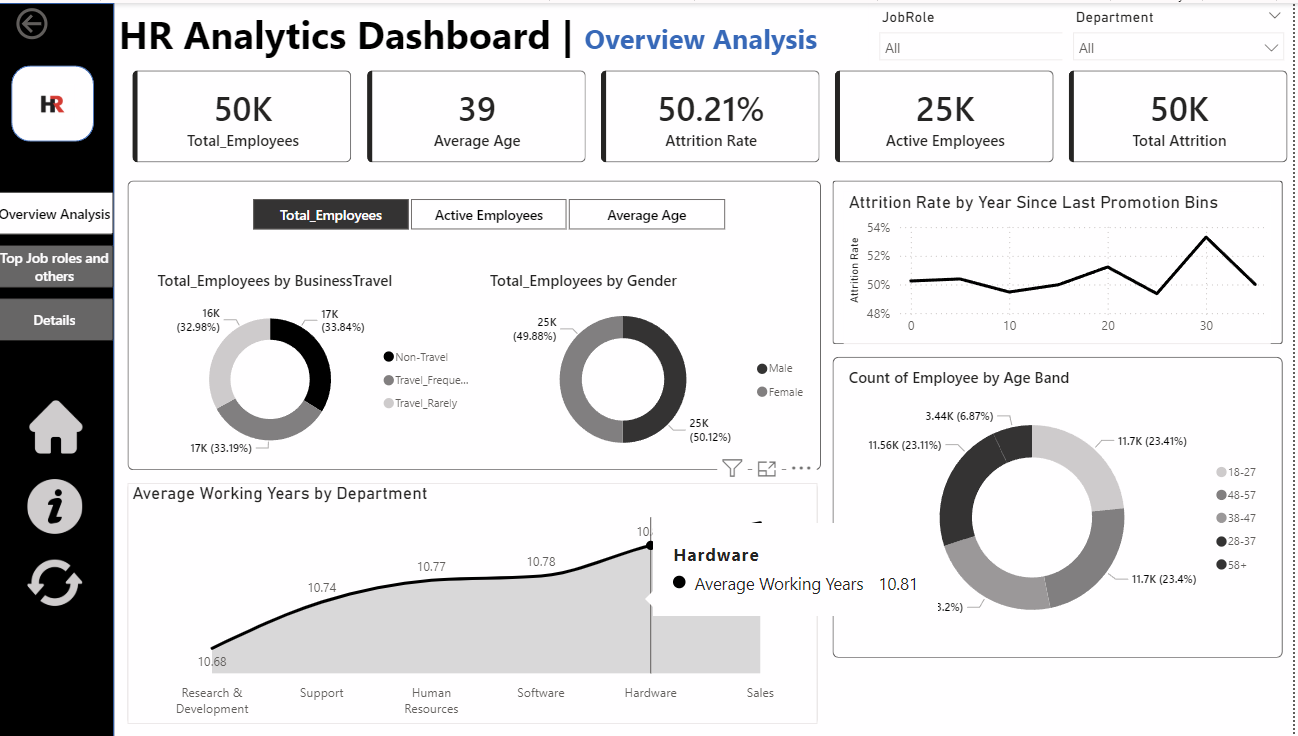 HR Analytics Dashboard | Overview Analysis
JobRole
All
Department
All
HR
50K
Total_Employees
39
Average Age
50.21%
Attrition Rate
25K
Active Employees
50K
Total Attrition
Overview Analysis
Top Job roles and
others
Details
Total_Employees
Active Employees
Average Age
Total_Employees by BusinessTravel
16K
(32.98%)
17K
(33.84%)
17K (33.19%)
Non-Travel
Travel_Freque...
Travel_Rarely
Total_Employees by Gender
25K
(49.88%)
25K
(50.12%)
Male
Female
Attrition Rate by Year Since Last Promotion Bins
Attrition Rate
54%
52%
50%
48%
0
10
20
30
Count of Employee by Age Band
3.44K (6.87%)
11.56K (23.11%)
11.7K (23.41%)
11.7K (23.4%)
3.2%)
18-27
48-57
38-47
28-37
58+
Average Working Years by Department
10.68
10.74
10.77
10.78
10.
Hardware
Average Working Years 10.81
Research &
Development
Support
Human
Resources
Software
Hardware
Sales